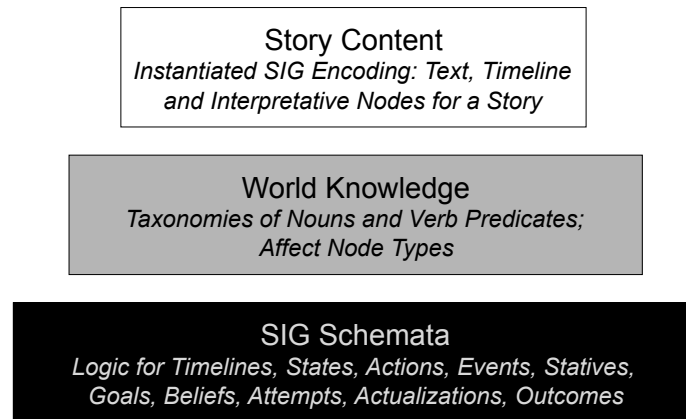 Story Content
Instantiated SIG Encoding: Text, Timeline
and Interpretative Nodes for a Story
World Knowledge
Taxonomies of Nouns and Verb Predicates;
Affect Node Types
SIG Schemata
Logic for Timelines, States, Actions, Events, Statives,
Goals, Beliefs, Attempts, Actualizations, Outcomes